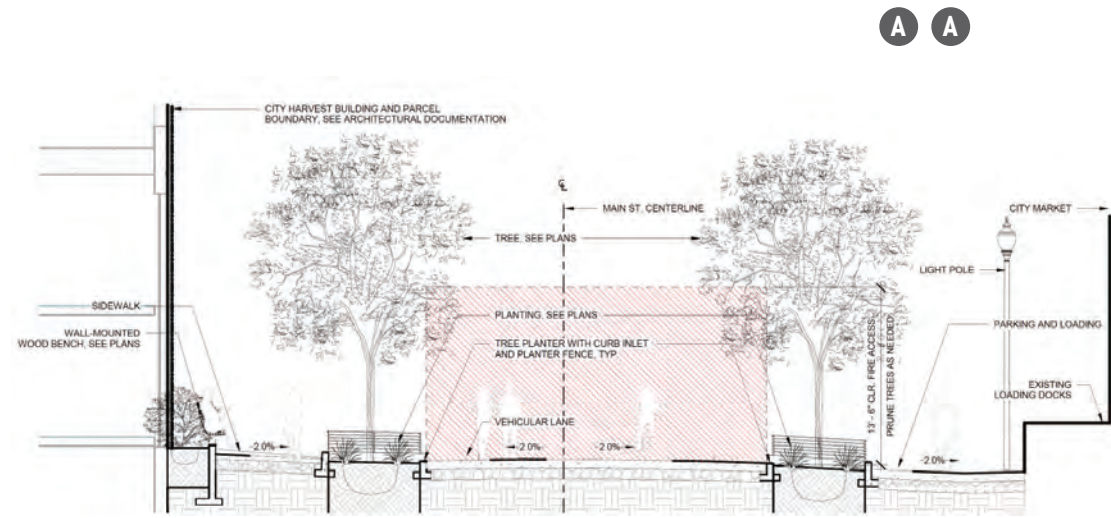 A A
CITY HARVEST BUILDING AND PARCEL
BOUNDARY, SEE ARCHITECTURAL DOCUMENTATION
℄
MAIN ST. CENTERLINE
CITY MARKET
TREE, SEE PLANS
LIGHT POLE
SIDEWALK
WALL-MOUNTED
WOOD BENCH, SEE PLANS
PLANTING, SEE PLANS
TREE PLANTER WITH CURB INLET
AND PLANTER FENCE, TYP
13'- 6" CLR. FIRE ACCESS,
PRUNE TREES AS NEEDED
PARKING AND LOADING
EXISTING
LOADING DOCKS
VEHICULAR LANE
-2.0%
-2.0%
-2.0%
-2.0%